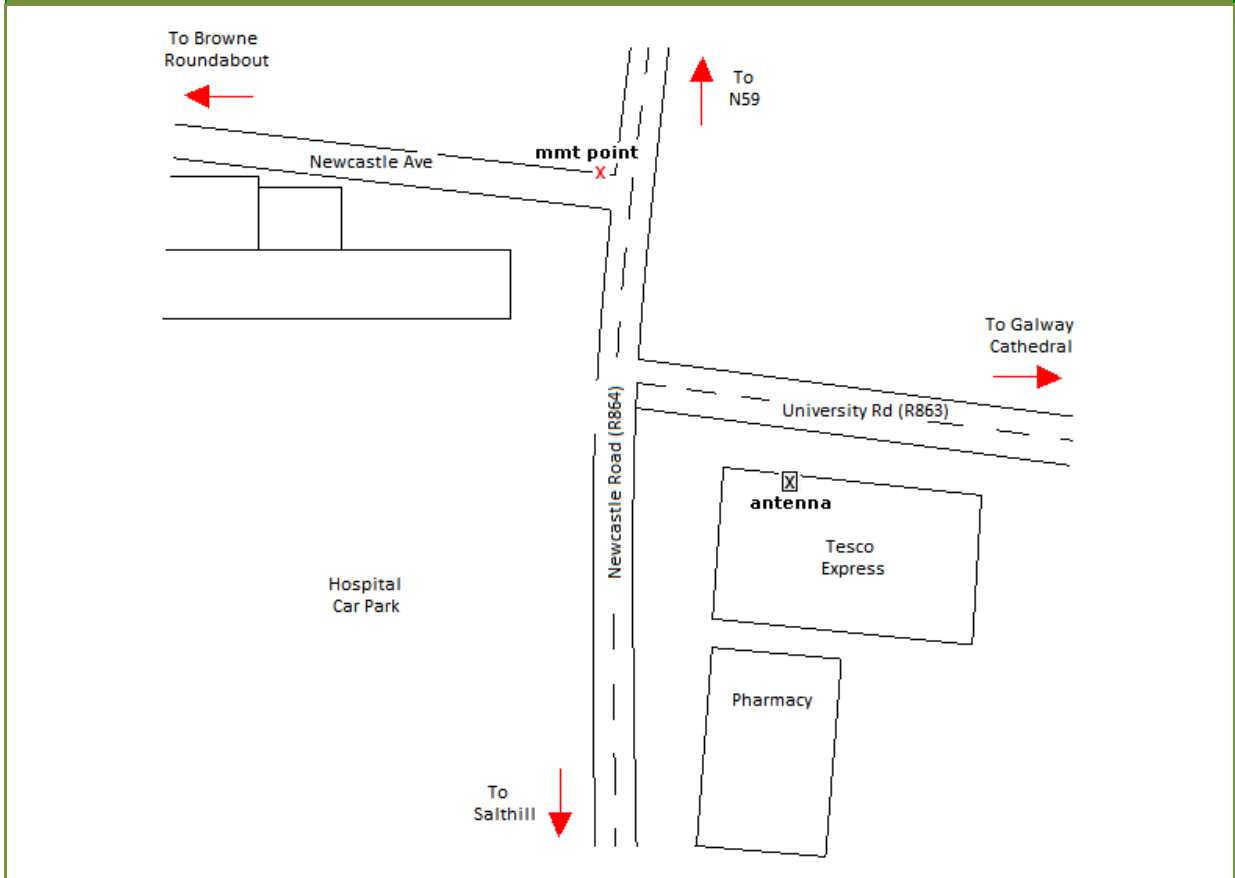 To Browne
Roundabout
To
N59
mmt point
X
Newcastle Ave
To Galway
Cathedral
University Rd (R863)
Newcastle Road (R864)
X
antenna
Tesco
Express
Hospital
Car Park
Pharmacy
To
Salthill